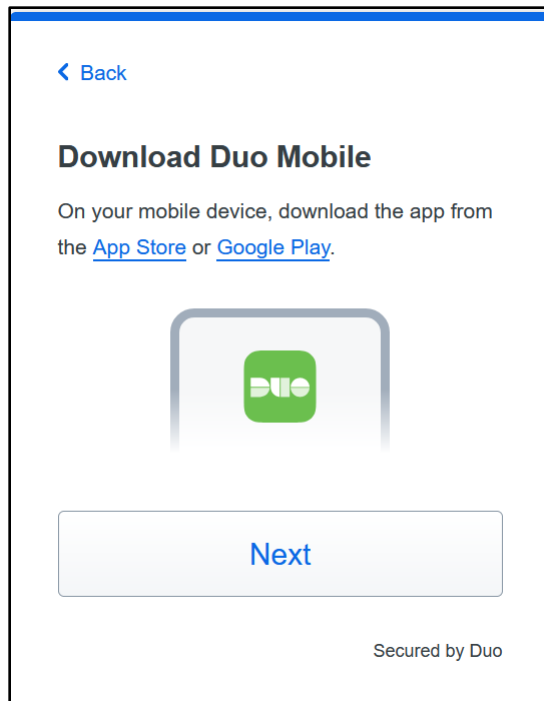 Back
Download Duo Mobile
On your mobile device, download the app from
the App Store or Google Play.
DUO
Next
Secured by Duo